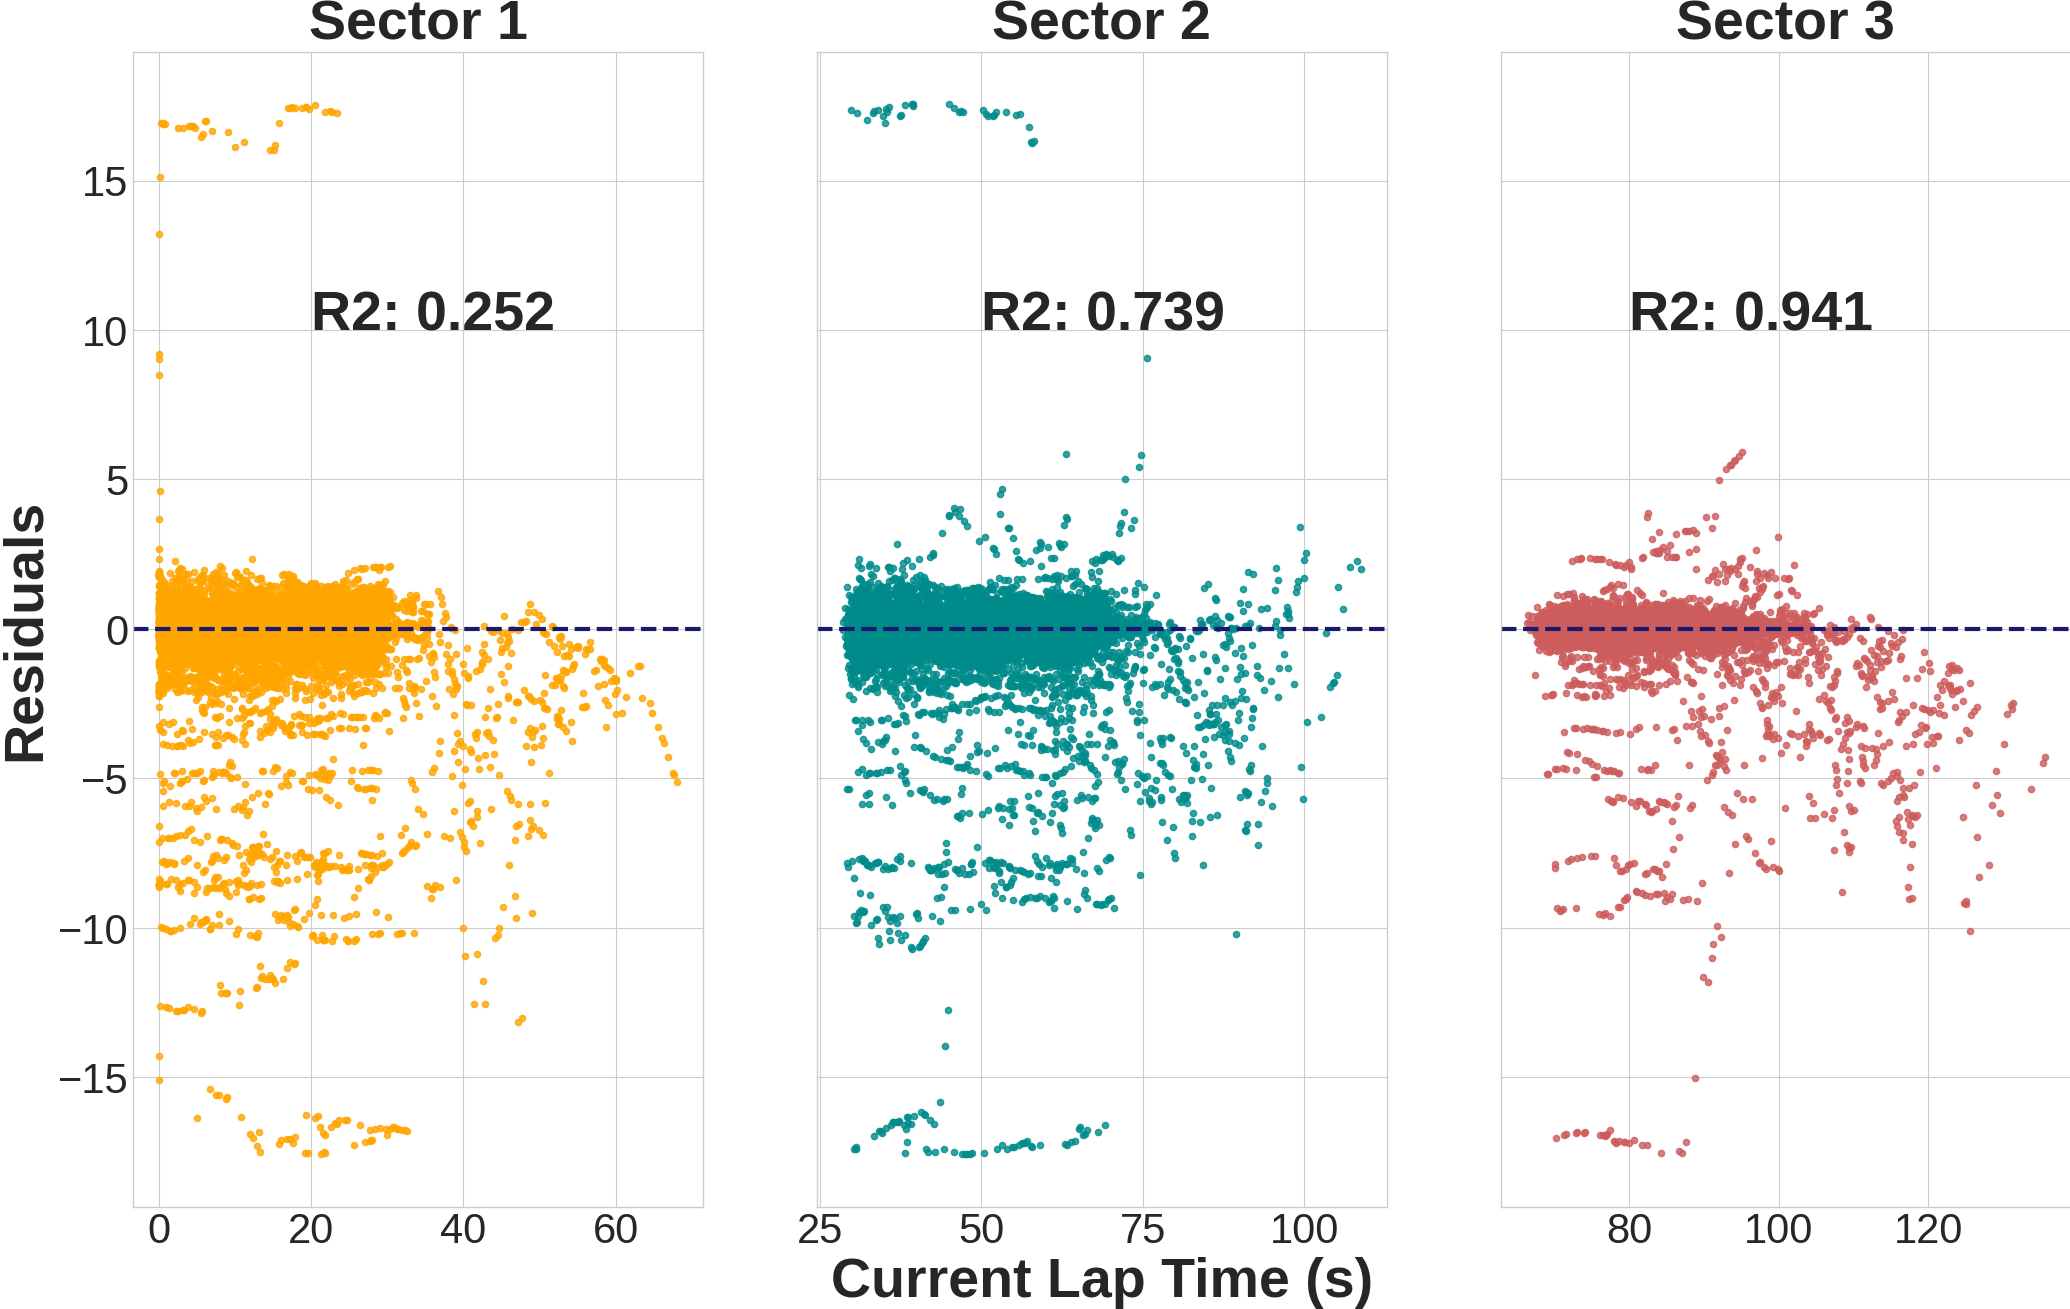 Sector 1
Sector 2
Sector 3
15
10
5
0
−5
−10
−15
R2: 0.252
R2: 0.739
R2: 0.941
Residuals
0 20 40 60
25 50 75 100
80 100 120
Current Lap Time (s)